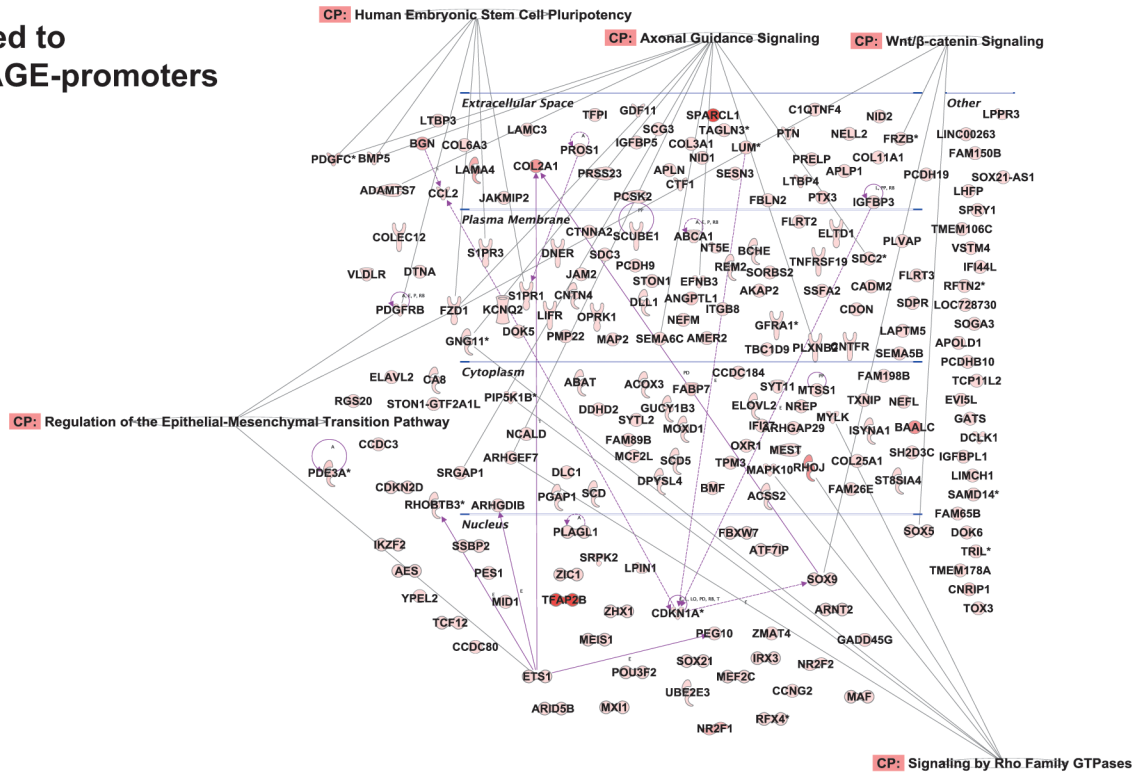 ed to
AGE-promoters
CP: Human Embryonic Stem Cell Pluripotency
CP: Axonal Guidance Signaling
CP: Wnt/β-catenin Signaling
Extracellular Space
Other
LTBP3
BGN
COL6A3
LAMC3
TFPI
GDF11
SCG3
IGFBP5
SPARCL1
TAGLN3*
COL3A1
NID1
LUM*
PTN
C1QTNF4
NELL2
NID2
FRZB*
LPPR3
LINC00263
FAM150B
SOX21-AS1
PDGFC*
BMP5
LAMA4
COL2A1
PROS1
PRSS23
APLN
CTF1
SESN3
PRELP
APLP1
COL11A1
PCDH19
LTBP4
ADAMTS7
CCL2
JAKMIP2
PCSK2
FBLN2
PTX3
IGFBP3
LHFP
SPRY1
Plasma Membrane
COLEC12
S1PR3
DNER
CTNNA2
SDC3
SCUBE1
ABCA1
NT5E
BCHE
FLRT2
ELTD1
PLVAP
TMEM106C
VSTM4
VLDLR
DTNA
JAM2
PCDH9
STON1
EFNB3
REM2
SORBS2
TNFRSF19
SDC2*
FLRT3
IFI44L
RFTN2*
PDGFRB
FZD1
KCNQ2
S1PR1
CNTN4
LIFR
OPRK1
DLL1
ANGPTL1
NEFM
ITGB8
AKAP2
SSFA2
CADM2
CDON
SDPR
LOC728730
SOGA3
GNG11*
DOK5
PMP22
MAP2
SEMA6C
AMER2
GFRA1*
TBC1D9
PLXNB2
CNTFR
LAPTM5
SEMA5B
APOLD1
PCDHB10
Cytoplasm
ELAVL2
CA8
ABAT
ACOX3
FABP7
CCDC184
SYT11
MTSS1
FAM198B
TCP11L2
RGS20
STON1-GTF2A1L
PIP5K1B*
DDHD2
GUCY1B3
SYTL2
MOXD1
ELOVL2
NREP
MYLK
TXNIP
NEFL
EVI5L
GATS
CP: Regulation of the Epithelial-Mesenchymal Transition Pathway
CCDC3
NCALD
FAM89B
MCF2L
ARHGAP29
OXR1
MEST
ISYNA1
BAALC
SH2D3C
DCLK1
IGFBPL1
PDE3A*
SRGAP1
ARHGEF7
DLC1
SCD5
DPYSL4
TPM3
MAPK10
RHOJ
COL25A1
ST8SIA4
LIMCH1
CDKN2D
RHOBTB3*
ARHGDIB
PGAP1
SCD
BMF
ACSS2
FAM26E
SAMD14*
FAM65B
Nucleus
IKZF2
SSBP2
PLAGL1
SRPK2
FBXW7
ATF7IP
SOX5
DOK6
TRIL*
AES
PES1
ZIC1
LPIN1
SOX9
TMEM178A
CNRIP1
YPEL2
MID1
TFAP2B
ZHX1
CDKN1A*
ARNT2
TOX3
TCF12
CCDC80
MEIS1
PEG10
ZMAT4
GADD45G
ETS1
POU3F2
SOX21
MEF2C
IRX3
NR2F2
UBE2E3
CCNG2
MAF
ARID5B
MXI1
NR2F1
RFX4*
CP: Signaling by Rho Family GTPases